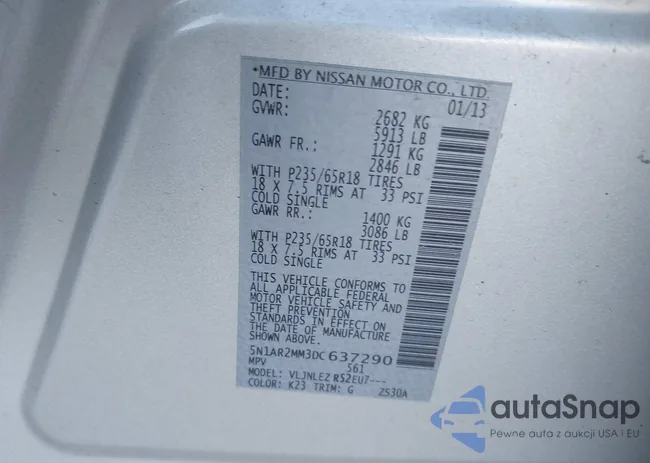 *MFD BY NISSAN MOTOR CO., LTD.
DATE: 01/13
GVWR: 2682 KG
5913 LB
GAWR FR.: 1291 KG
2846 LB
WITH P235/65R18 TIRES
18 X 7.5 RIMS AT 33 PSI
COLD SINGLE
GAWR RR.: 1400 KG
3086 LB
WITH P235/65R18 TIRES
18 X 7.5 RIMS AT 33 PSI
COLD SINGLE
THIS VEHICLE CONFORMS TO
ALL APPLICABLE FEDERAL
MOTOR VEHICLE SAFETY AND
THEFT PREVENTION
STANDARDS IN EFFECT ON
THE DATE OF MANUFACTURE
SHOWN ABOVE.
5N1AR2MM3DC637290
MPV 561
MODEL: VLJNLEZ R52EU7---
COLOR: K23 TRIM: G 2S30A
autaSnap
Pewne auta z aukcji USA i EU